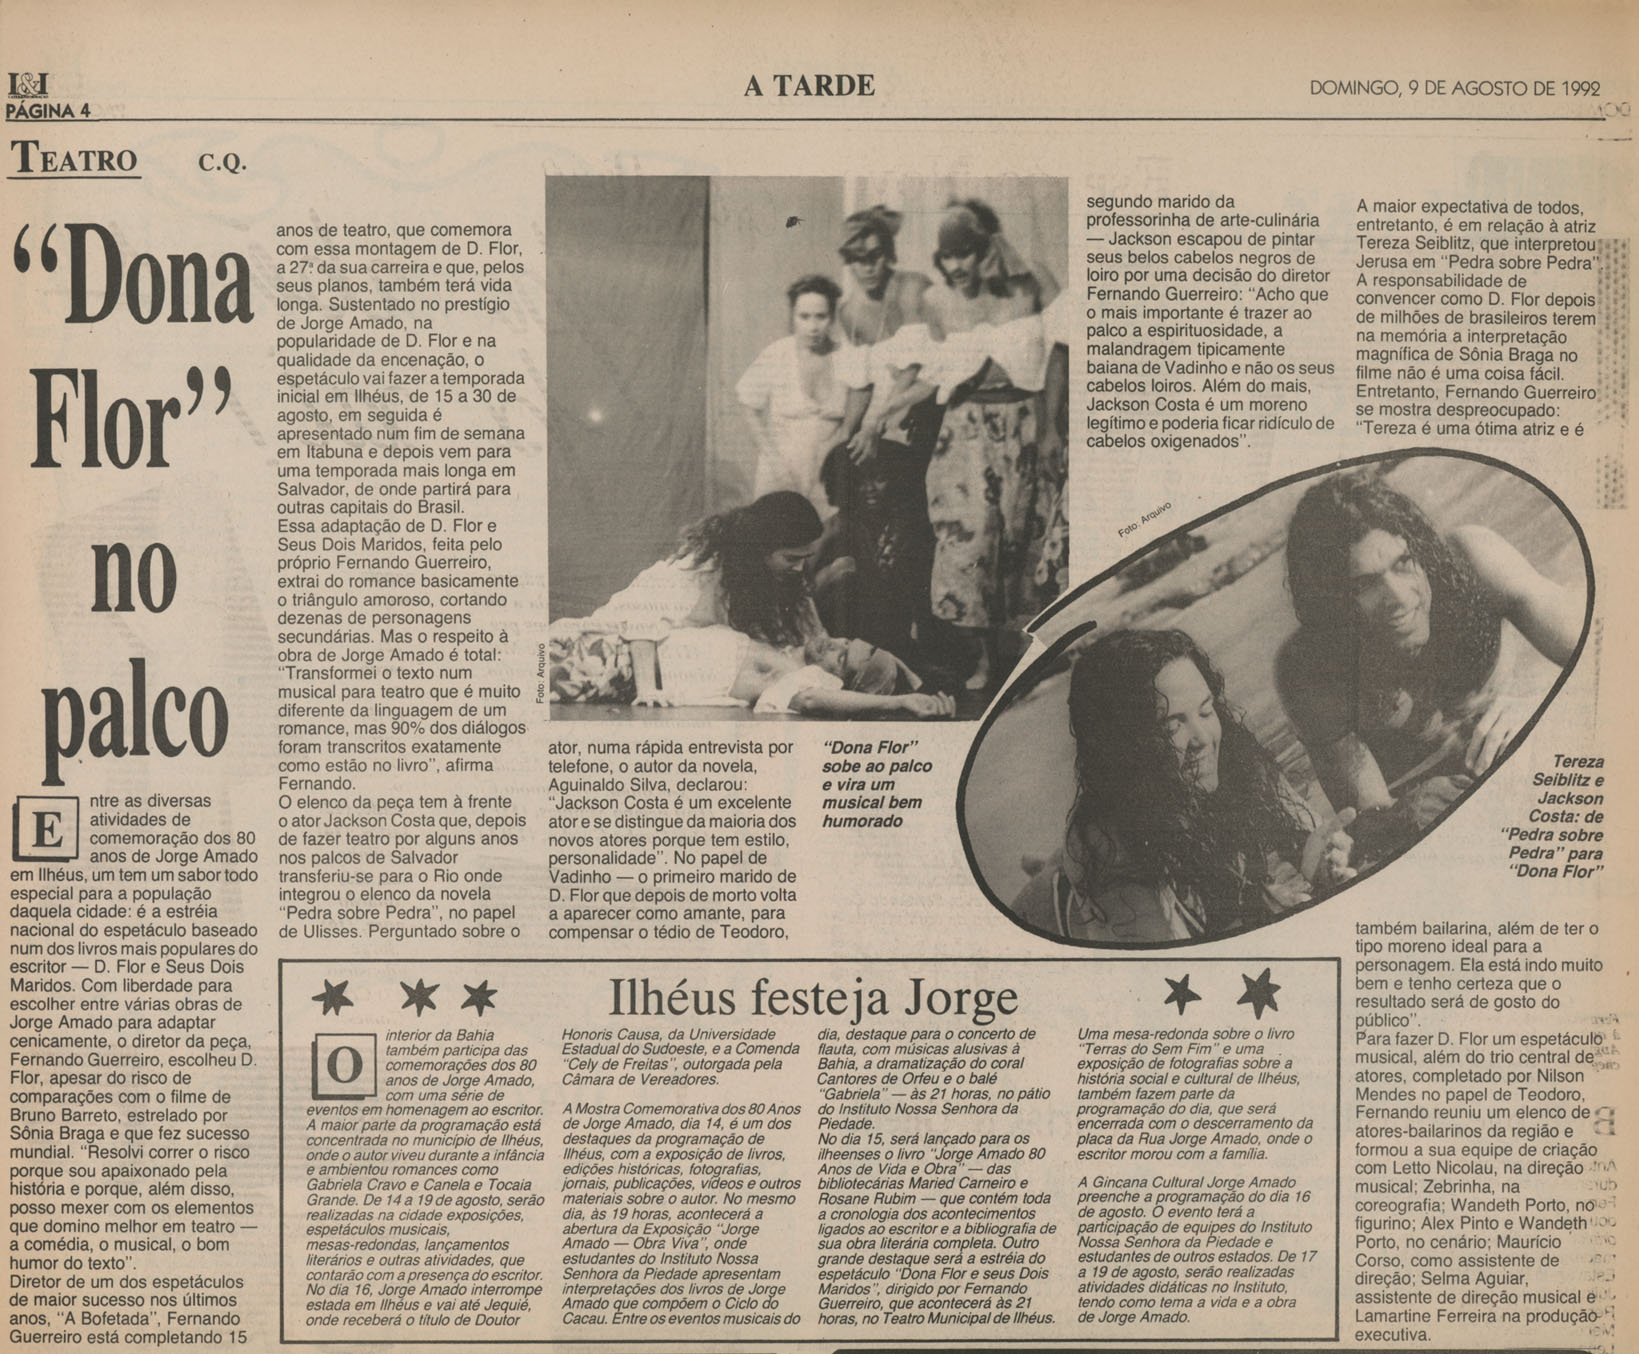 I&I
PÁGINA 4
A TARDE
DOMINGO, 9 DE AGOSTO DE 1992
TEATRO
C.Q.
“Dona
Flor”
no
palco
Entre as diversas
atividades de
comemoração dos 80
anos de Jorge Amado
em Ilhéus, um tem um sabor todo
especial para a população
daquela cidade: é a estréia
nacional do espetáculo baseado
num dos livros mais populares do
escritor — D. Flor e Seus Dois
Maridos. Com liberdade para
escolher entre várias obras de
Jorge Amado para adaptar
cenicamente, o diretor da peça,
Fernando Guerreiro, escolheu D.
Flor, apesar do risco de
comparações com o filme de
Bruno Barreto, estrelado por
Sônia Braga e que fez sucesso
mundial. “Resolvi correr o risco
porque sou apaixonado pela
história e porque, além disso,
posso mexer com os elementos
que domino melhor em teatro —
a comédia, o musical, o bom
humor do texto”.
Diretor de um dos espetáculos
de maior sucesso nos últimos
anos, “A Bofetada”, Fernando
Guerreiro está completando 15
anos de teatro, que comemora
com essa montagem de D. Flor,
a 27ª da sua carreira e que, pelos
seus planos, também terá vida
longa. Sustentado no prestígio
de Jorge Amado, na
popularidade de D. Flor e na
qualidade da encenação, o
espetáculo vai fazer a temporada
inicial em Ilhéus, de 15 a 30 de
agosto, em seguida é
apresentado num fim de semana
em Itabuna e depois vem para
uma temporada mais longa em
Salvador, de onde partirá para
outras capitais do Brasil.
Essa adaptação de D. Flor e
Seus Dois Maridos, feita pelo
próprio Fernando Guerreiro,
extrai do romance basicamente
o triângulo amoroso, cortando
dezenas de personagens
secundárias. Mas o respeito à
obra de Jorge Amado é total:
“Transformei o texto num
musical para teatro que é muito
diferente da linguagem de um
romance, mas 90% dos diálogos
foram transcritos exatamente
como estão no livro”, afirma
Fernando.
O elenco da peça tem à frente
o ator Jackson Costa que, depois
de fazer teatro por alguns anos
nos palcos de Salvador
transferiu-se para o Rio onde
integrou o elenco da novela
“Pedra sobre Pedra”, no papel
de Ulisses. Perguntado sobre o
Foto: Arquivo
ator, numa rápida entrevista por
telefone, o autor da novela,
Aguinaldo Silva, declarou:
“Jackson Costa é um excelente
ator e se distingue da maioria dos
novos atores porque tem estilo,
personalidade”. No papel de
Vadinho — o primeiro marido de
D. Flor que depois de morto volta
a aparecer como amante, para
compensar o tédio de Teodoro,
“Dona Flor”
sobe ao palco
e vira um
musical bem
humorado
segundo marido da
professorinha de arte-culinária
— Jackson escapou de pintar
seus belos cabelos negros de
loiro por uma decisão do diretor
Fernando Guerreiro: “Acho que
o mais importante é trazer ao
palco a espirituosidade, a
malandragem tipicamente
baiana de Vadinho e não os seus
cabelos loiros. Além do mais,
Jackson Costa é um moreno
legítimo e poderia ficar ridículo de
cabelos oxigenados”.
Foto: Arquivo
A maior expectativa de todos,
entretanto, é em relação à atriz
Tereza Seiblitz, que interpretou
Jerusa em “Pedra sobre Pedra”.
A responsabilidade de
convencer como D. Flor depois
de milhões de brasileiros terem
na memória a interpretação
magnífica de Sônia Braga no
filme não é uma coisa fácil.
Entretanto, Fernando Guerreiro
se mostra despreocupado:
“Tereza é uma ótima atriz e é
Tereza
Seiblitz e
Jackson
Costa: de
“Pedra sobre
Pedra” para
“Dona Flor”
também bailarina, além de ter o
tipo moreno ideal para a
personagem. Ela está indo muito
bem e tenho certeza que o
resultado será de gosto do
público”.
Para fazer D. Flor um espetáculo
musical, além do trio central de
atores, completado por Nilson
Mendes no papel de Teodoro,
Fernando reuniu um elenco de
atores-bailarinos da região e
formou a sua equipe de criação
com Letto Nicolau, na direção
musical; Zebrinha, na
coreografia; Wandeth Porto, no
figurino; Alex Pinto e Wandeth
Porto, no cenário; Maurício
Corso, como assistente de
direção; Selma Aguiar,
assistente de direção musical e
Lamartine Ferreira na produção
executiva.
Ilhéus festeja Jorge
O interior da Bahia
também participa das
comemorações dos 80
anos de Jorge Amado,
com uma série de
eventos em homenagem ao escritor.
A maior parte da programação está
concentrada no município de Ilhéus,
onde o autor viveu durante a infância
e ambientou romances como
Gabriela Cravo e Canela e Tocaia
Grande. De 14 a 19 de agosto, serão
realizadas na cidade exposições,
espetáculos musicais,
mesas-redondas, lançamentos
literários e outras atividades, que
contarão com a presença do escritor.
No dia 16, Jorge Amado interrompe
estada em Ilhéus e vai até Jequié,
onde receberá o título de Doutor
Honoris Causa, da Universidade
Estadual do Sudoeste, e a Comenda
“Cely de Freitas”, outorgada pela
Câmara de Vereadores.
A Mostra Comemorativa dos 80 Anos
de Jorge Amado, dia 14, é um dos
destaques da programação de
Ilhéus, com a exposição de livros,
edições históricas, fotografias,
jornais, publicações, vídeos e outros
materiais sobre o autor. No mesmo
dia, às 19 horas, acontecerá a
abertura da Exposição “Jorge
Amado — Obra Viva”, onde
estudantes do Instituto Nossa
Senhora da Piedade apresentam
interpretações dos livros de Jorge
Amado que compõem o Ciclo do
Cacau. Entre os eventos musicais do
dia, destaque para o concerto de
flauta, com músicas alusivas à
Bahia, a dramatização do coral
Cantores de Orfeu e o balé
“Gabriela” — às 21 horas, no pátio
do Instituto Nossa Senhora da
Piedade.
No dia 15, será lançado para os
ilheenses o livro “Jorge Amado 80
Anos de Vida e Obra” — das
bibliotecárias Maried Carneiro e
Rosane Rubim — que contém toda
a cronologia dos acontecimentos
ligados ao escritor e a bibliografia de
sua obra literária completa. Outro
grande destaque será a estréia do
espetáculo “Dona Flor e seus Dois
Maridos”, dirigido por Fernando
Guerreiro, que acontecerá às 21
horas, no Teatro Municipal de Ilhéus.
Uma mesa-redonda sobre o livro
“Terras do Sem Fim” e uma
exposição de fotografias sobre a
história social e cultural de Ilhéus,
também fazem parte da
programação do dia, que será
encerrada com o descerramento da
placa da Rua Jorge Amado, onde o
escritor morou com a família.
A Gincana Cultural Jorge Amado
preenche a programação do dia 16
de agosto. O evento terá a
participação de equipes do Instituto
Nossa Senhora da Piedade e
estudantes de outros estados. De 17
a 19 de agosto, serão realizadas
atividades didáticas no Instituto,
tendo como tema a vida e a obra
de Jorge Amado.